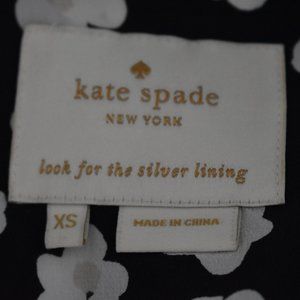 kate spade
NEW YORK
look for the silver lining
XS
MADE IN CHINA